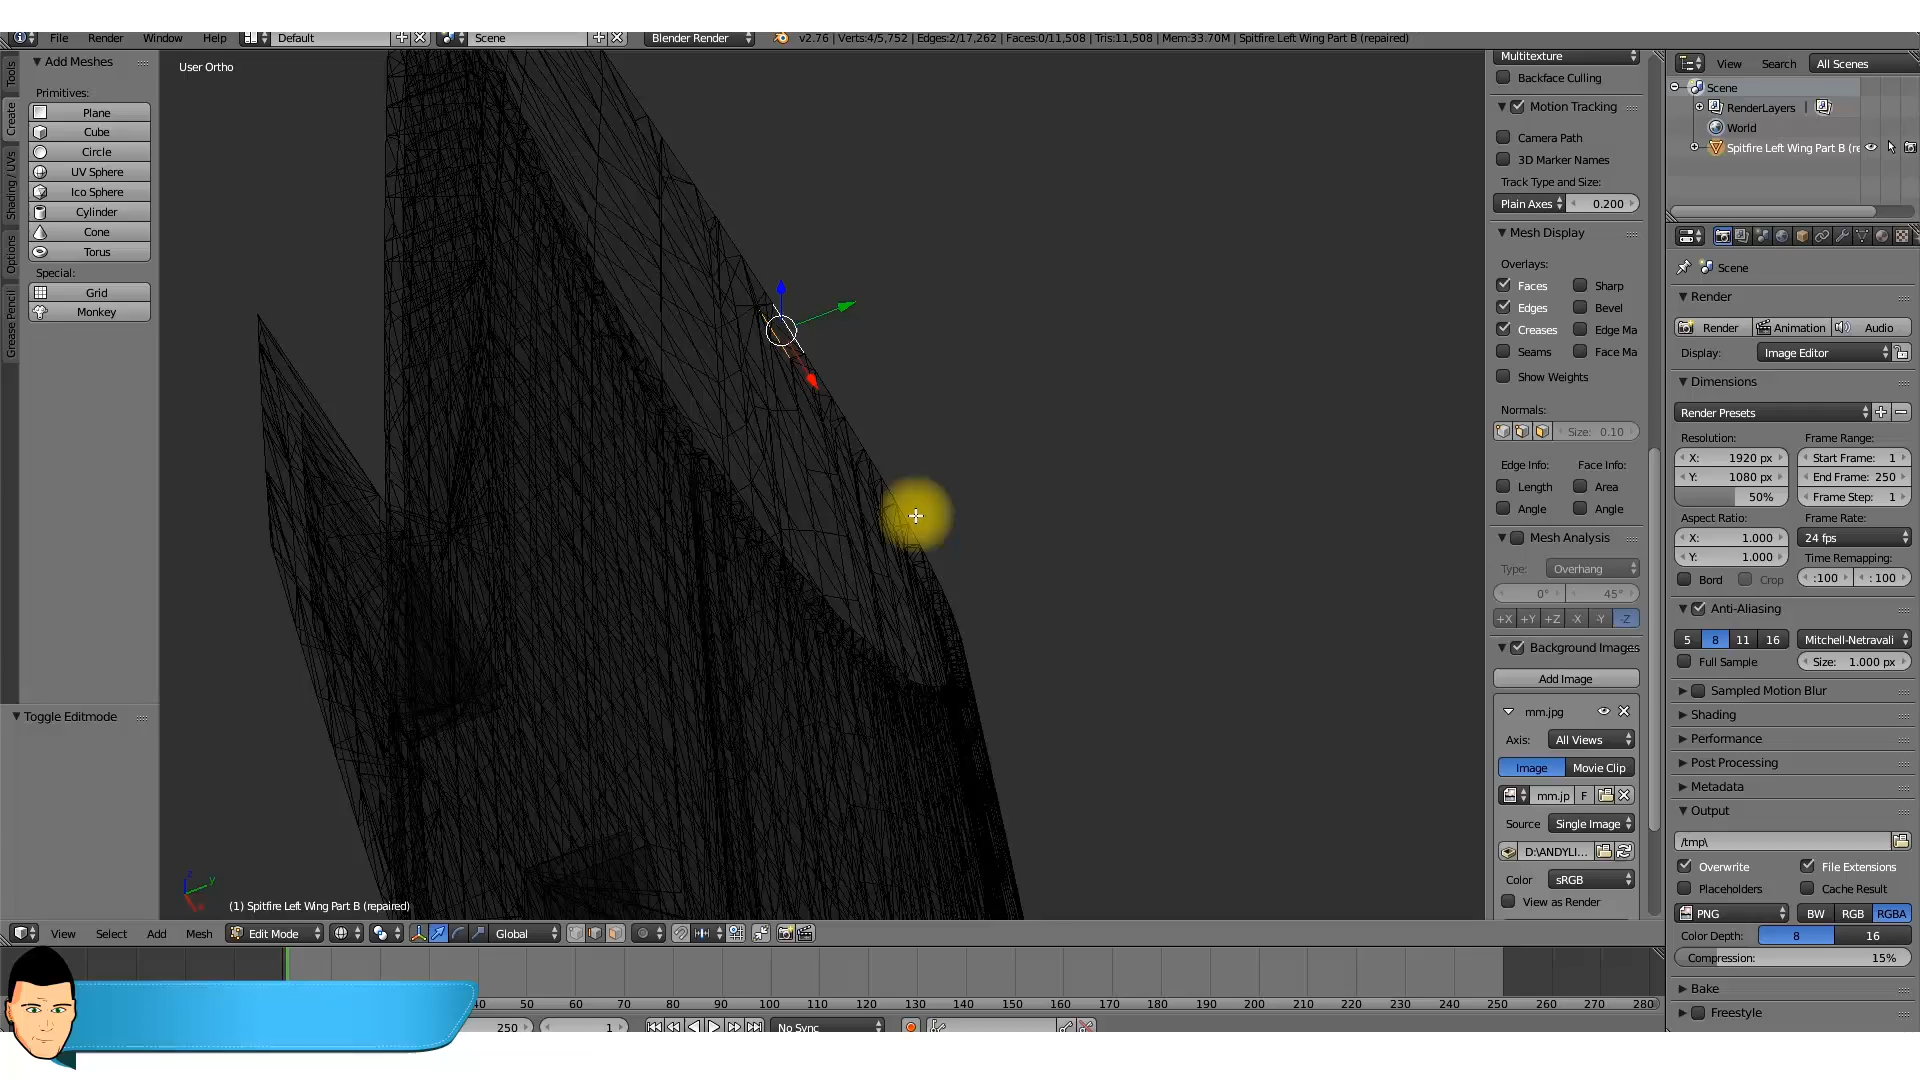 File Render Window Help Default Scene Blender Render v2.76 | Verts:4/5,752 | Edges:2/17,262 | Faces:0/11,508 | Tris:11,508 | Mem:33.70M | Spitfire Left Wing Part B (repaired)
Tools
Create
Shading / UVs
Options
Grease Pencil
Add Meshes
Primitives:
Plane
Cube
Circle
UV Sphere
Ico Sphere
Cylinder
Cone
Torus
Special:
Grid
Monkey
Toggle Editmode
User Ortho
(1) Spitfire Left Wing Part B (repaired)
Multitexture
Backface Culling
Motion Tracking
Camera Path
3D Marker Names
Track Type and Size:
Plain Axes 0.200
Mesh Display
Overlays:
Faces Sharp
Edges Bevel
Creases Edge Ma
Seams Face Ma
Show Weights
Normals:
Size: 0.10
Edge Info: Face Info:
Length Area
Angle Angle
Mesh Analysis
Type: Overhang
0° 45°
+X +Y +Z -X -Y -Z
Background Images
Add Image
mm.jpg
Axis: All Views
Image Movie Clip
mm.jp F
Source Single Image
D:\ANDYLI...
Color sRGB
View as Render
View Search All Scenes
Scene
RenderLayers |
World
Spitfire Left Wing Part B (re
Scene
Render
Render Animation Audio
Display: Image Editor
Dimensions
Render Presets
Resolution: Frame Range:
X: 1920 px Start Frame: 1
Y: 1080 px End Frame: 250
50% Frame Step: 1
Aspect Ratio: Frame Rate:
X: 1.000 24 fps
Y: 1.000 Time Remapping:
Bord Crop :100 : 100
Anti-Aliasing
5 8 11 16 Mitchell-Netravali
Full Sample Size: 1.000 px
Sampled Motion Blur
Shading
Performance
Post Processing
Metadata
Output
/tmp\
Overwrite File Extensions
Placeholders Cache Result
PNG BW RGB RGBA
Color Depth: 8 16
Compression: 15%
Bake
Freestyle
View Select Add Mesh Edit Mode Global
40 50 60 70 80 90 100 110 120 130 140 150 160 170 180 190 200 210 220 230 240 250 260 270 280
250 1 No Sync